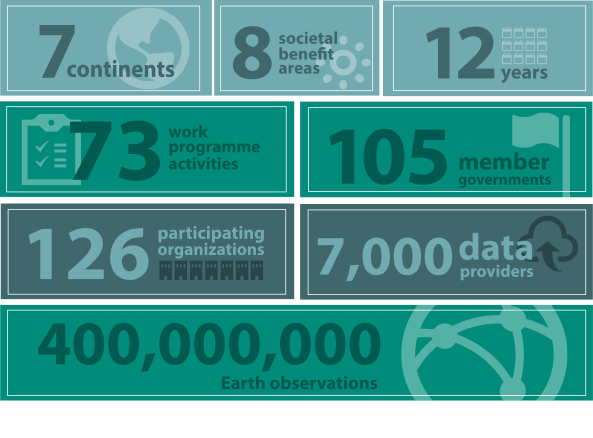 7 continents
8 societal
benefit
areas
12 years
73 work
programme
activities
105 member
governments
126 participating
organizations
7,000 data
providers
400,000,000
Earth observations